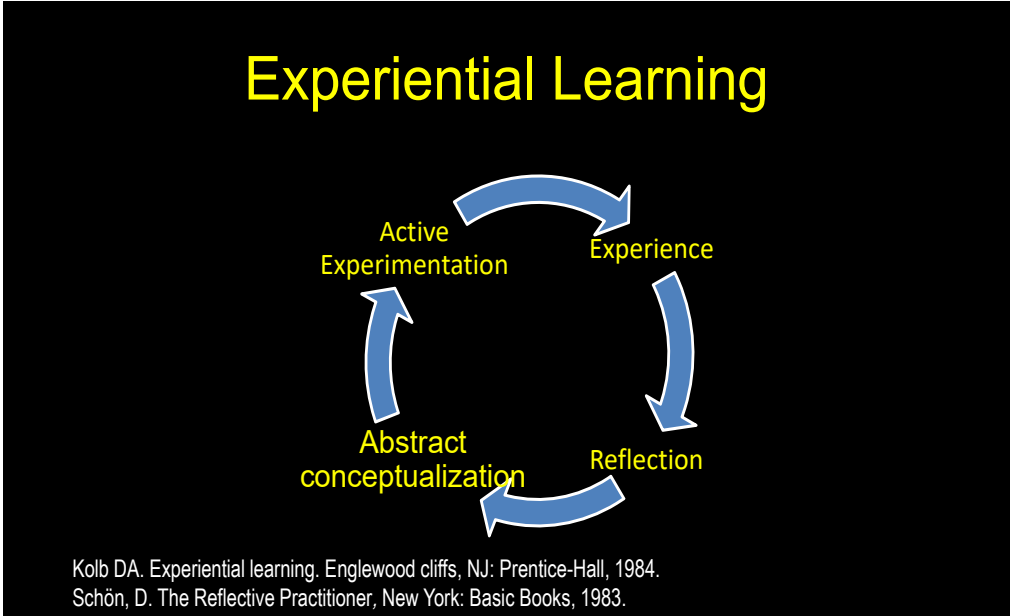 Experiential Learning
Active
Experimentation
Experience
Abstract
conceptualization
Reflection
Kolb DA. Experiential learning. Englewood cliffs, NJ: Prentice-Hall, 1984.
Schön, D. The Reflective Practitioner, New York: Basic Books, 1983.